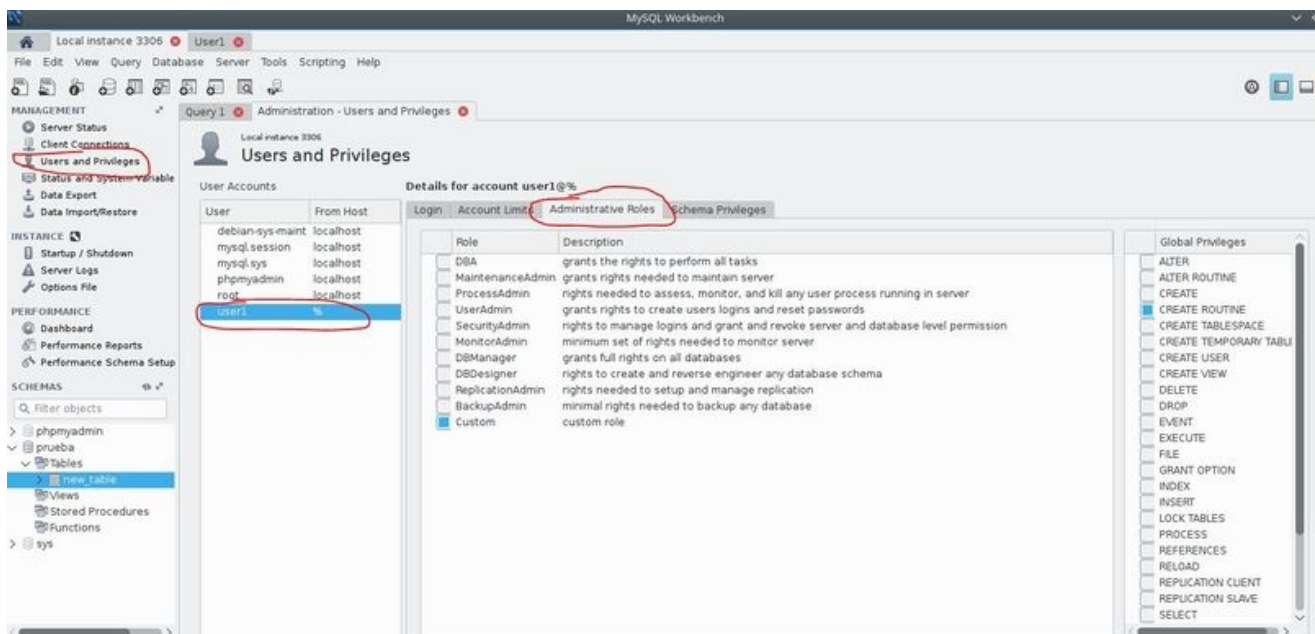 MySQL Workbench
Local instance 3306 User1
File Edit View Query Database Server Tools Scripting Help
MANAGEMENT
Server Status
Client Connections
Users and Privileges
Status and System Variable
Data Export
Data Import/Restore
INSTANCE
Startup / Shutdown
Server Logs
Options File
PERFORMANCE
Dashboard
Performance Reports
Performance Schema Setup
SCHEMAS
Filter objects
phpmyadmin
prueba
Tables
new_table
Views
Stored Procedures
Functions
sys
Query 1 Administration - Users and Privileges
Local instance 3306
Users and Privileges
User Accounts
User From Host
debian-sys-maint localhost
mysql.session localhost
mysql.sys localhost
phpmyadmin localhost
root localhost
user1 %
Details for account user1@%
Login Account Limits Administrative Roles Schema Privileges
Role Description
DBA grants the rights to perform all tasks
MaintenanceAdmin grants rights needed to maintain server
ProcessAdmin rights needed to assess, monitor, and kill any user process running in server
UserAdmin grants rights to create users logins and reset passwords
SecurityAdmin rights to manage logins and grant and revoke server and database level permission
MonitorAdmin minimum set of rights needed to monitor server
DBManager grants full rights on all databases
DBDesigner rights to create and reverse engineer any database schema
ReplicationAdmin rights needed to setup and manage replication
BackupAdmin minimal rights needed to backup any database
Custom custom role
Global Privileges
ALTER
ALTER ROUTINE
CREATE
CREATE ROUTINE
CREATE TABLESPACE
CREATE TEMPORARY TABLI
CREATE USER
CREATE VIEW
DELETE
DROP
EVENT
EXECUTE
FILE
GRANT OPTION
INDEX
INSERT
LOCK TABLES
PROCESS
REFERENCES
RELOAD
REPLICATION CLIENT
REPLICATION SLAVE
SELECT